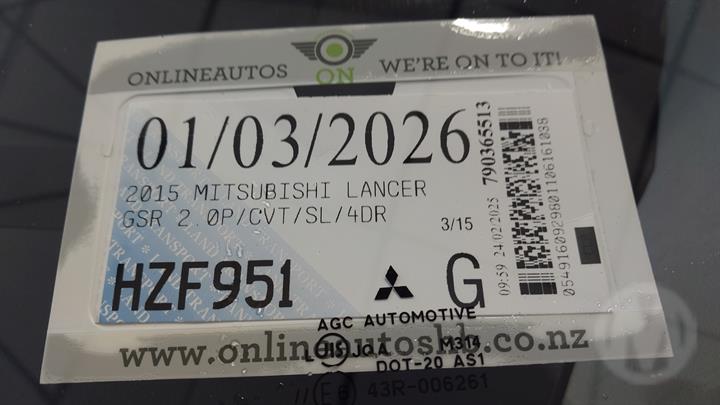 ONLINEAUTOS ON WE'RE ON TO IT!
01/03/2026
2015 MITSUBISHI LANCER
GSR 2.0P/CVT/SL/4DR
3/15
HZF951
G
09:59 24/02/2025
790365513
0549160929801106161038
AGC AUTOMOTIVE
M314
DOT-20 AS1
www.onlineautoshb.co.nz
43R-006261